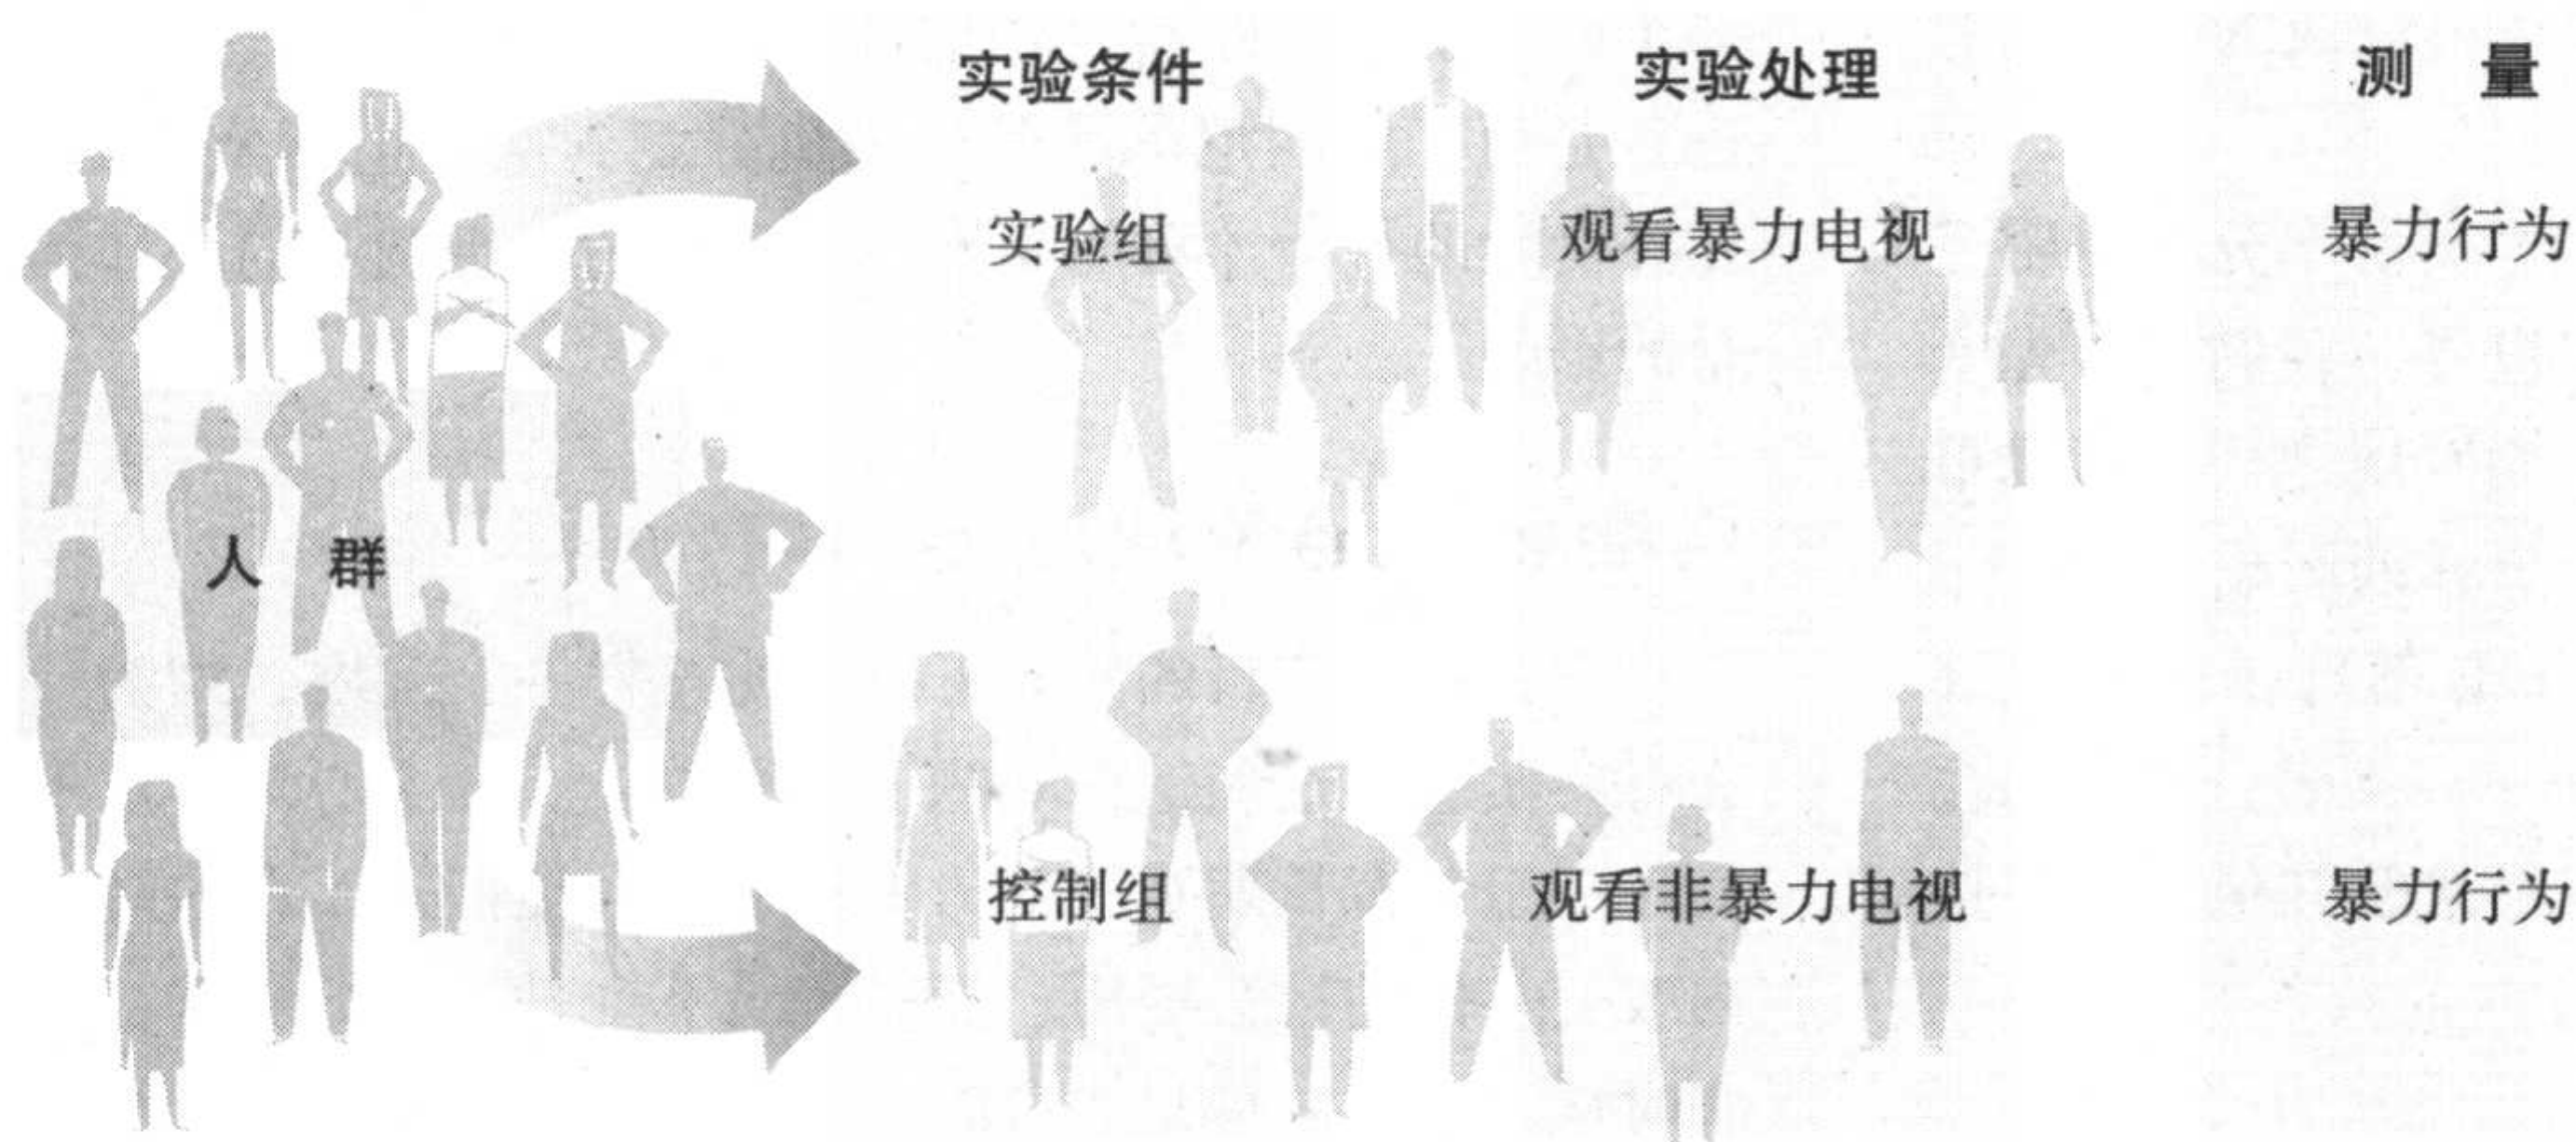 实验条件 实验处理 测 量
实验组 观看暴力电视 暴力行为
人 群
控制组 观看非暴力电视 暴力行为